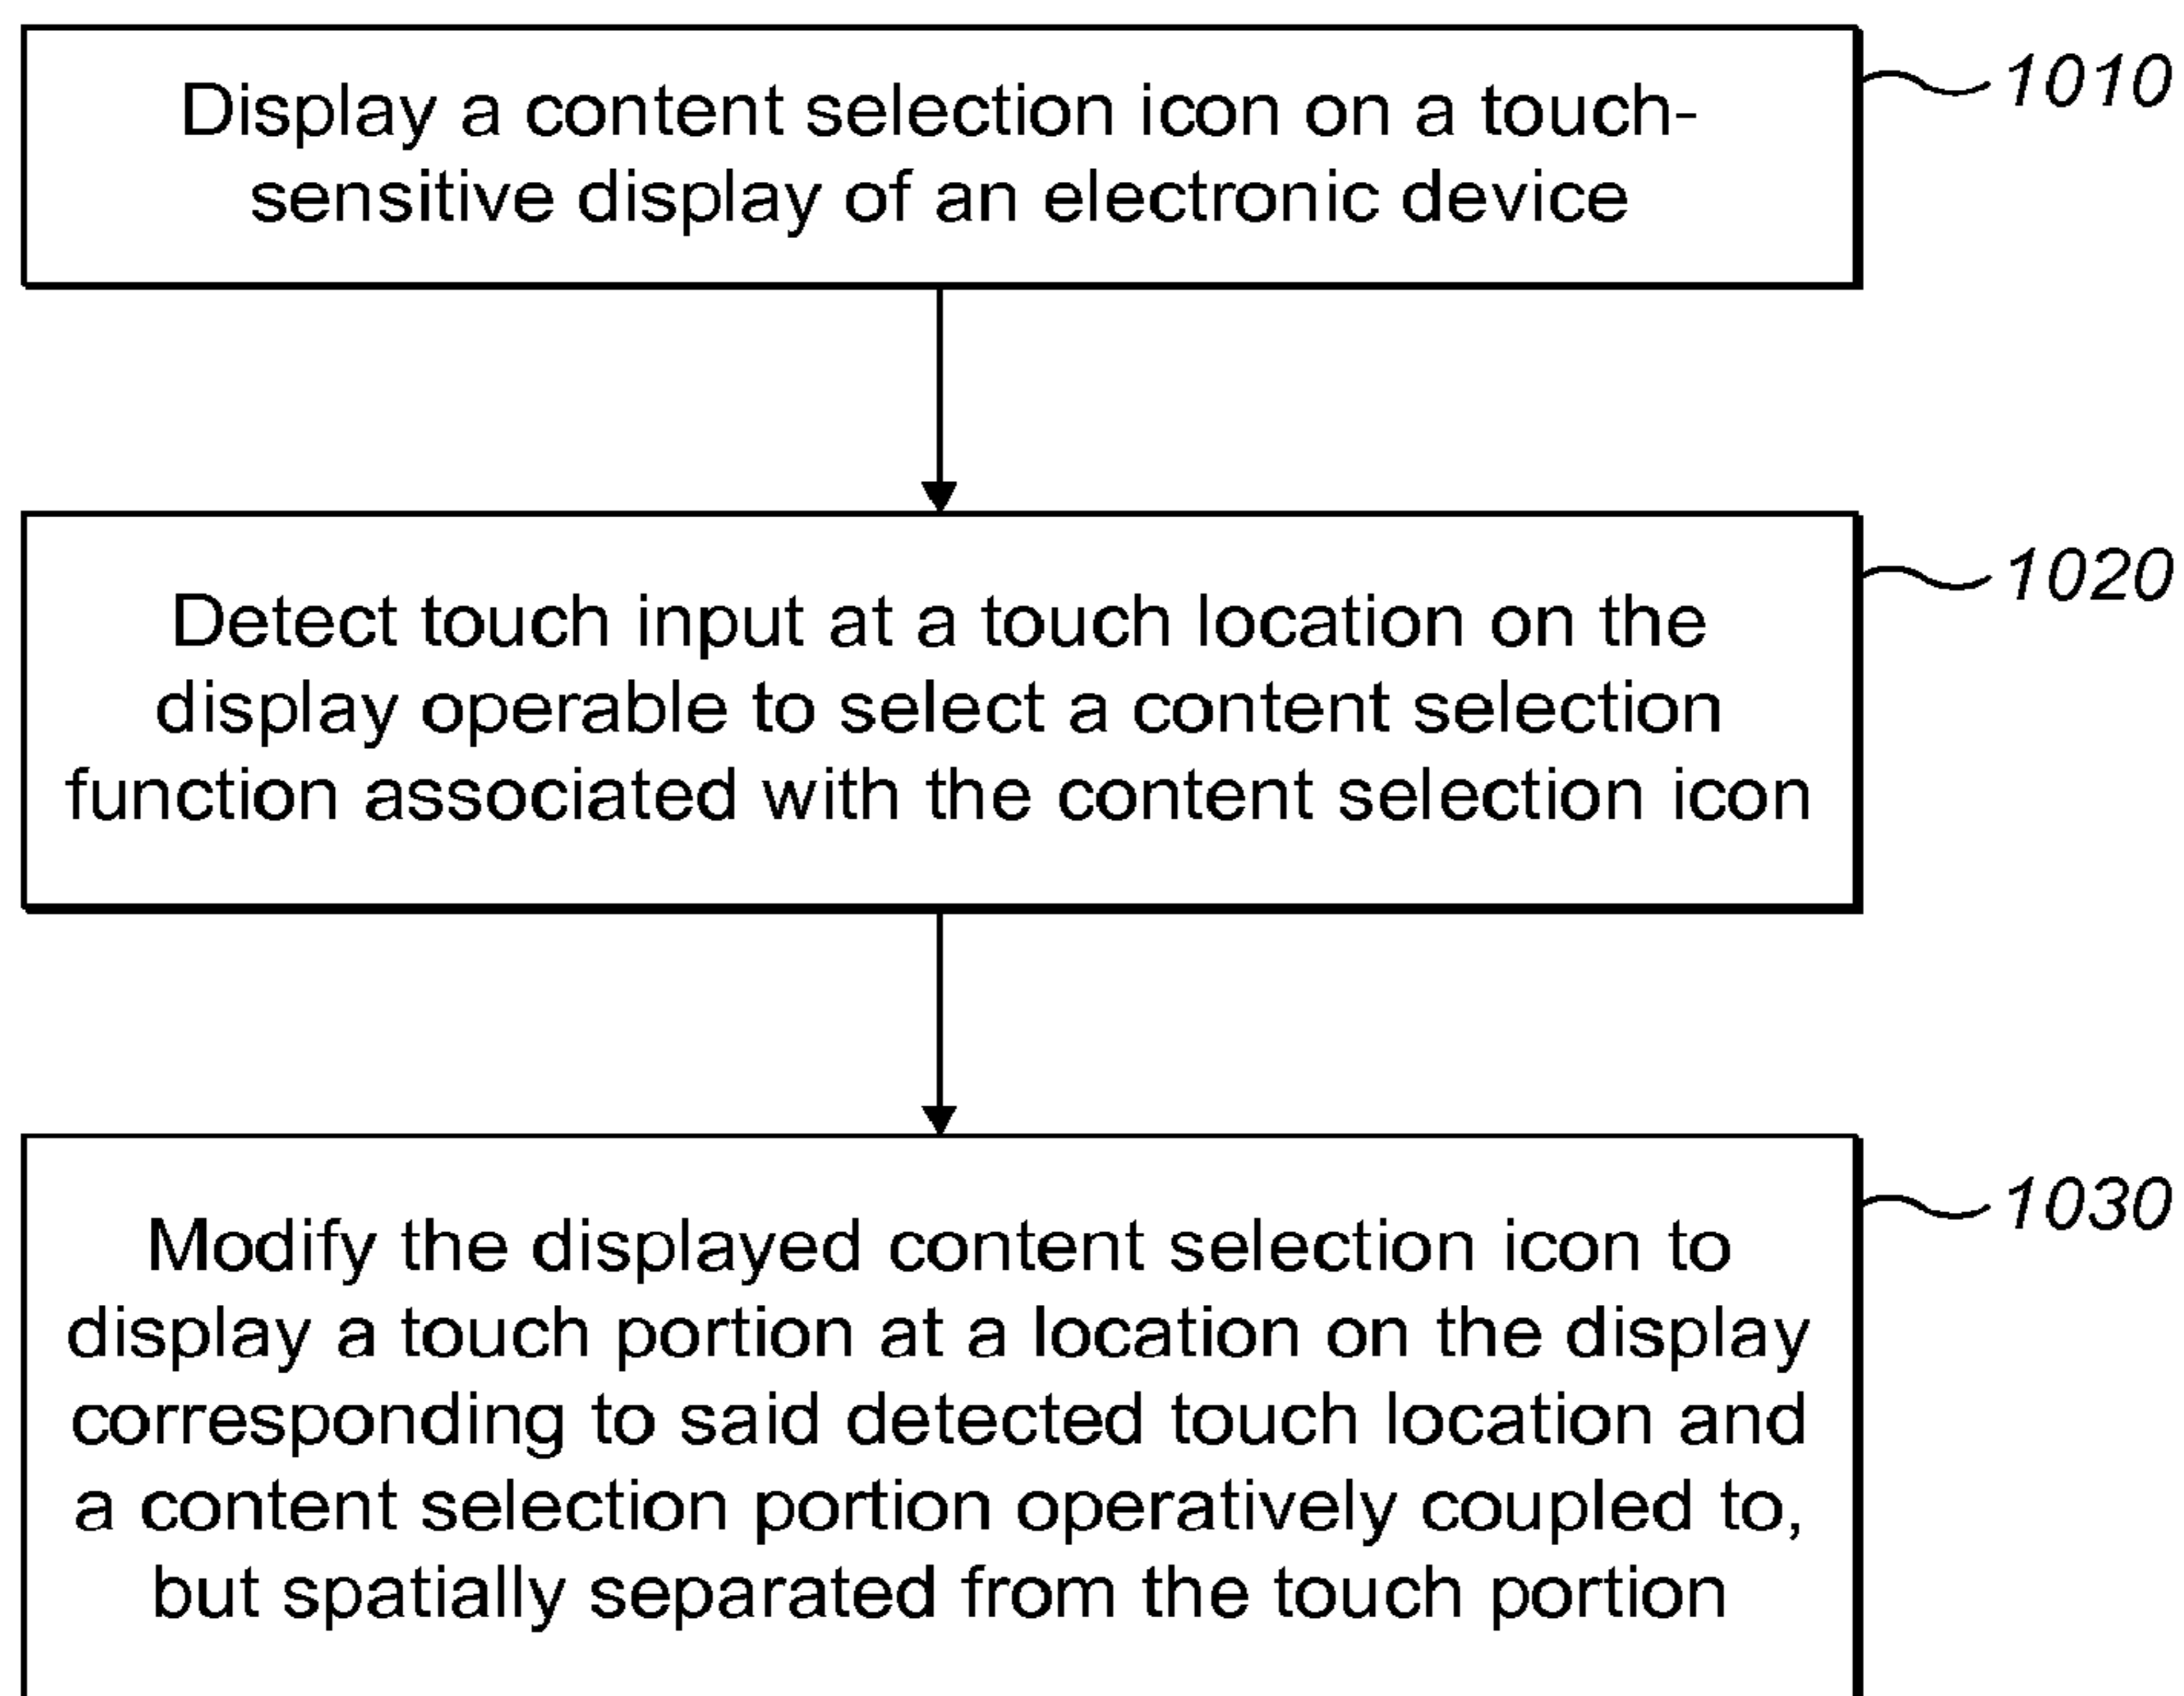 Display a content selection icon on a touch-
sensitive display of an electronic device
1010
Detect touch input at a touch location on the
display operable to select a content selection
function associated with the content selection icon
1020
Modify the displayed content selection icon to
display a touch portion at a location on the display
corresponding to said detected touch location and
a content selection portion operatively coupled to,
but spatially separated from the touch portion
1030